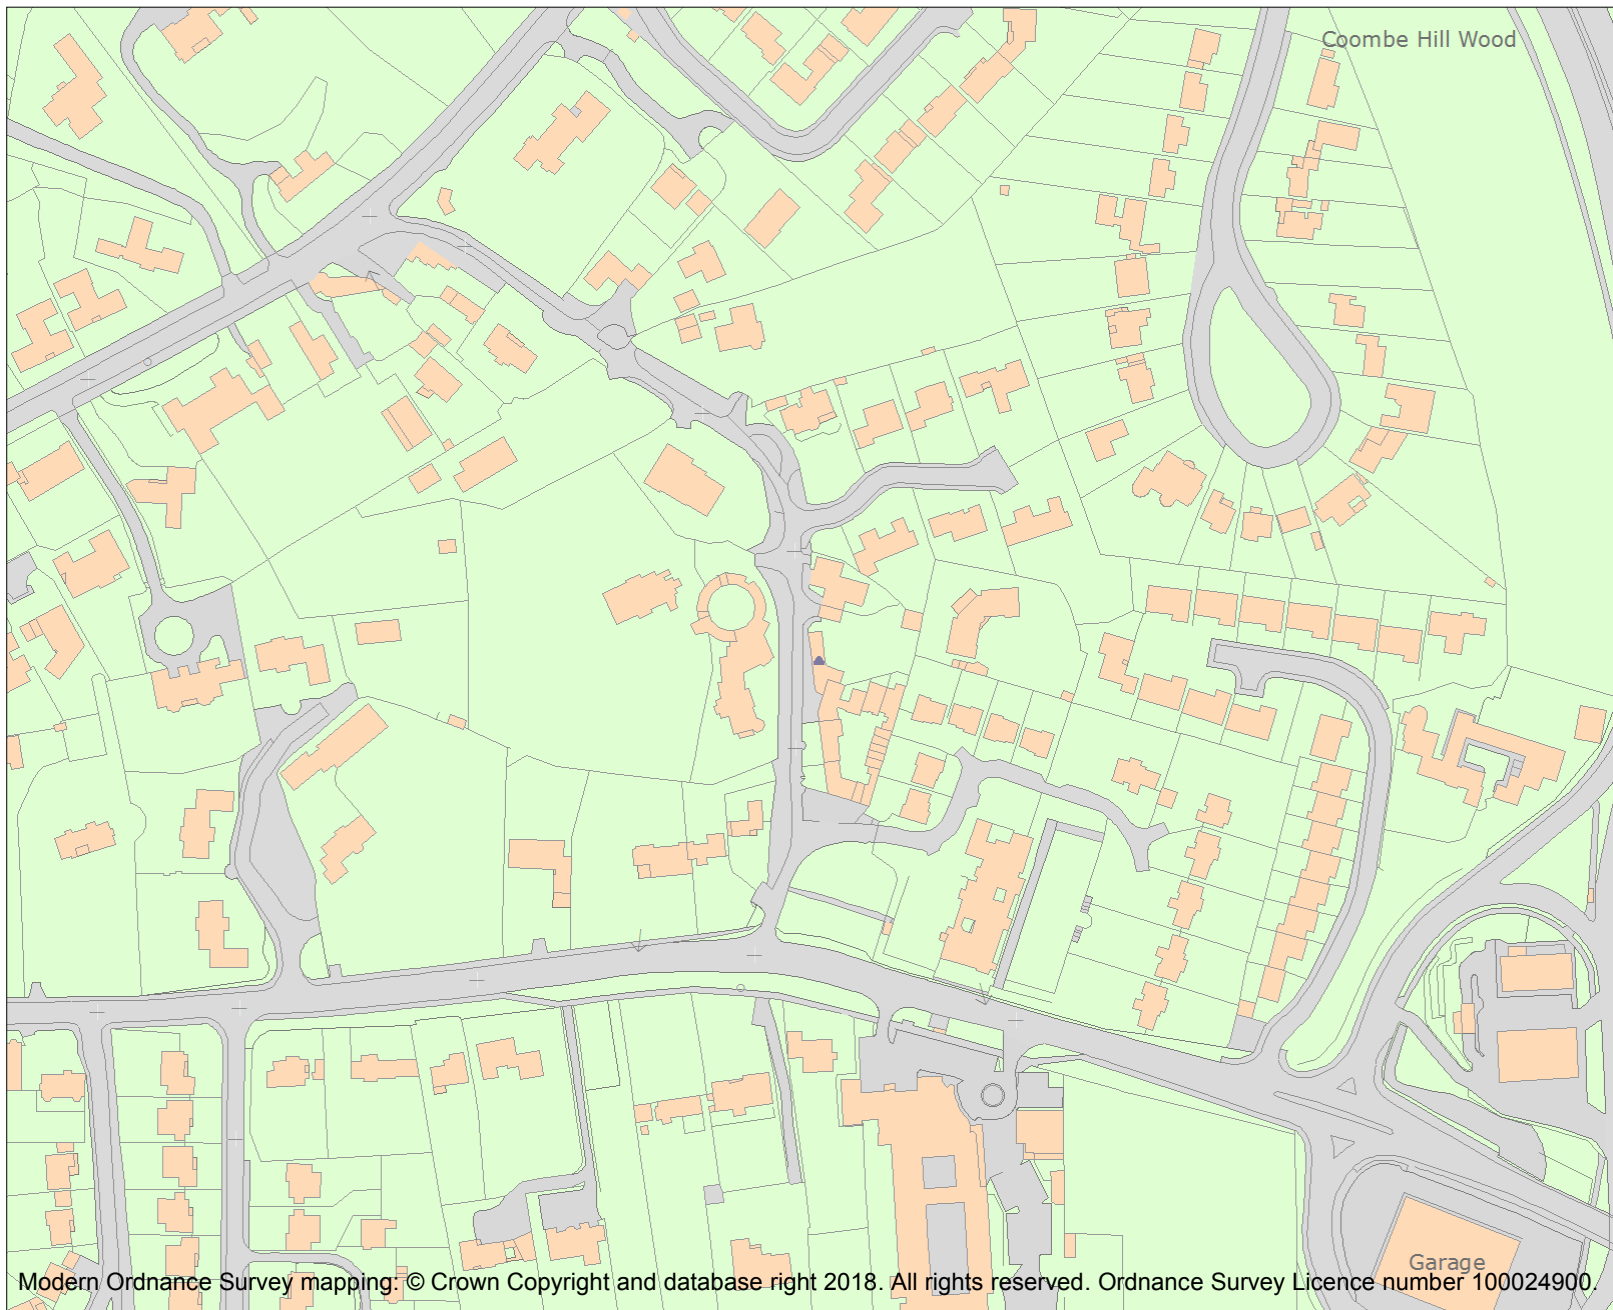 Coombe Hill Wood
Garage
Modern Ordnance Survey mapping: © Crown Copyright and database right 2018. All rights reserved. Ordnance Survey Licence number 100024900.